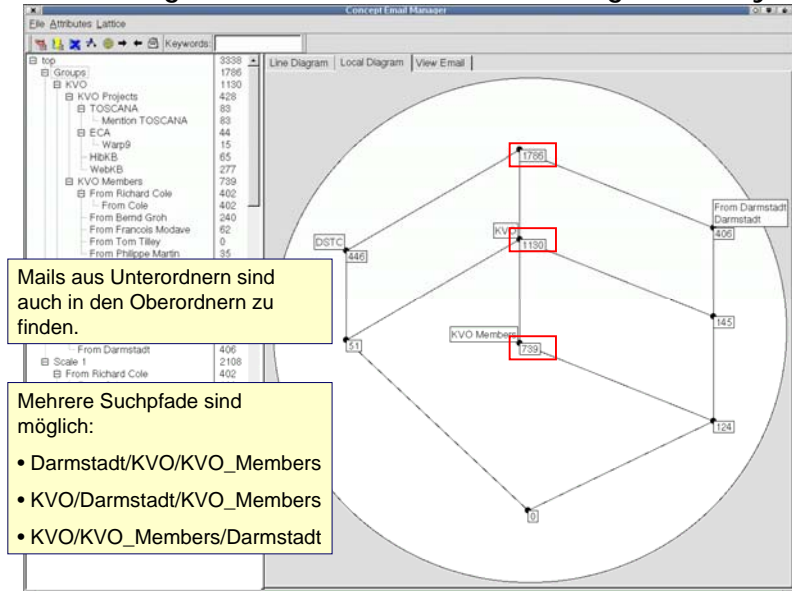 Concept Email Manager
File Attributes Lattice
Keywords:
top 3338
Groups 1786
KVO 1130
KVO Projects 428
TOSCANA 83
Mention TOSCANA 83
ECA 44
Warp9 15
HibKB 65
WebKB 277
KVO Members 739
From Richard Cole 402
From Cole 402
From Bernd Groh 240
From Francois Modave 62
From Tom Tilley 0
From Philippe Martin 35
From Darmstadt 406
Scale 1 2108
From Richard Cole 402
Line Diagram Local Diagram View Email
1786
From Darmstadt
Darmstadt
406
DSTC
446
KVO
1130
145
51
KVO Members
739
124
0
Mails aus Unterordnern sind
auch in den Oberordnern zu
finden.
Mehrere Suchpfade sind
möglich:
• Darmstadt/KVO/KVO_Members
• KVO/Darmstadt/KVO_Members
• KVO/KVO_Members/Darmstadt